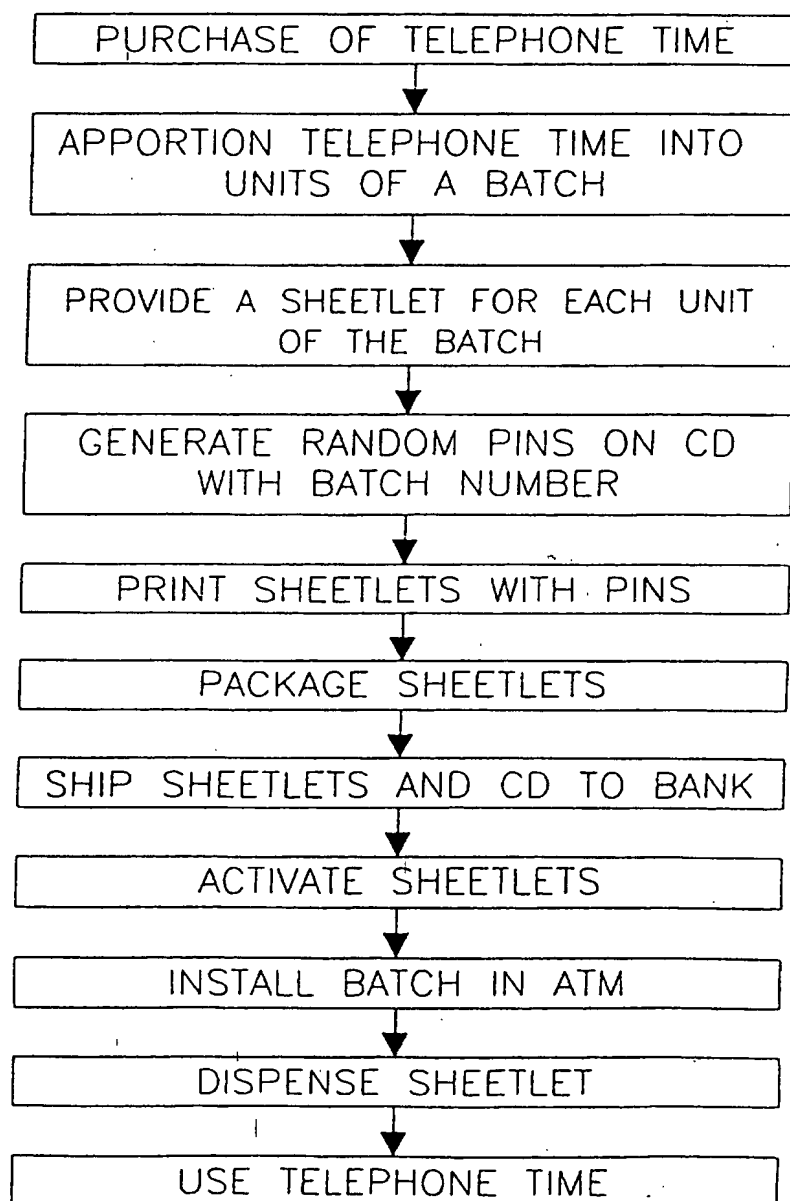 PURCHASE OF TELEPHONE TIME
APPORTION TELEPHONE TIME INTO
UNITS OF A BATCH
PROVIDE A SHEETLET FOR EACH UNIT
OF THE BATCH
GENERATE RANDOM PINS ON CD
WITH BATCH NUMBER
PRINT SHEETLETS WITH PINS
PACKAGE SHEETLETS
SHIP SHEETLETS AND CD TO BANK
ACTIVATE SHEETLETS
INSTALL BATCH IN ATM
DISPENSE SHEETLET
USE TELEPHONE TIME